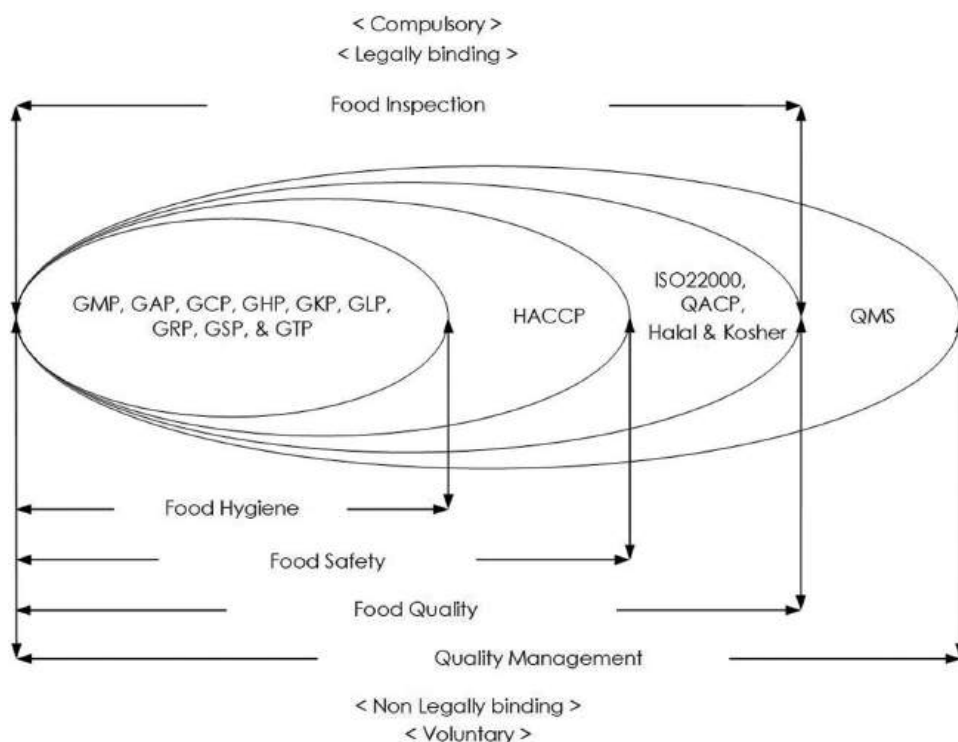 < Compulsory >
< Legally binding >
Food Inspection
GMP, GAP, GCP, GHP, GKP, GLP,
GRP, GSP, & GTP
HACCP
ISO22000,
QACP,
Halal & Kosher
QMS
Food Hygiene
Food Safety
Food Quality
Quality Management
< Non Legally binding >
< Voluntary >